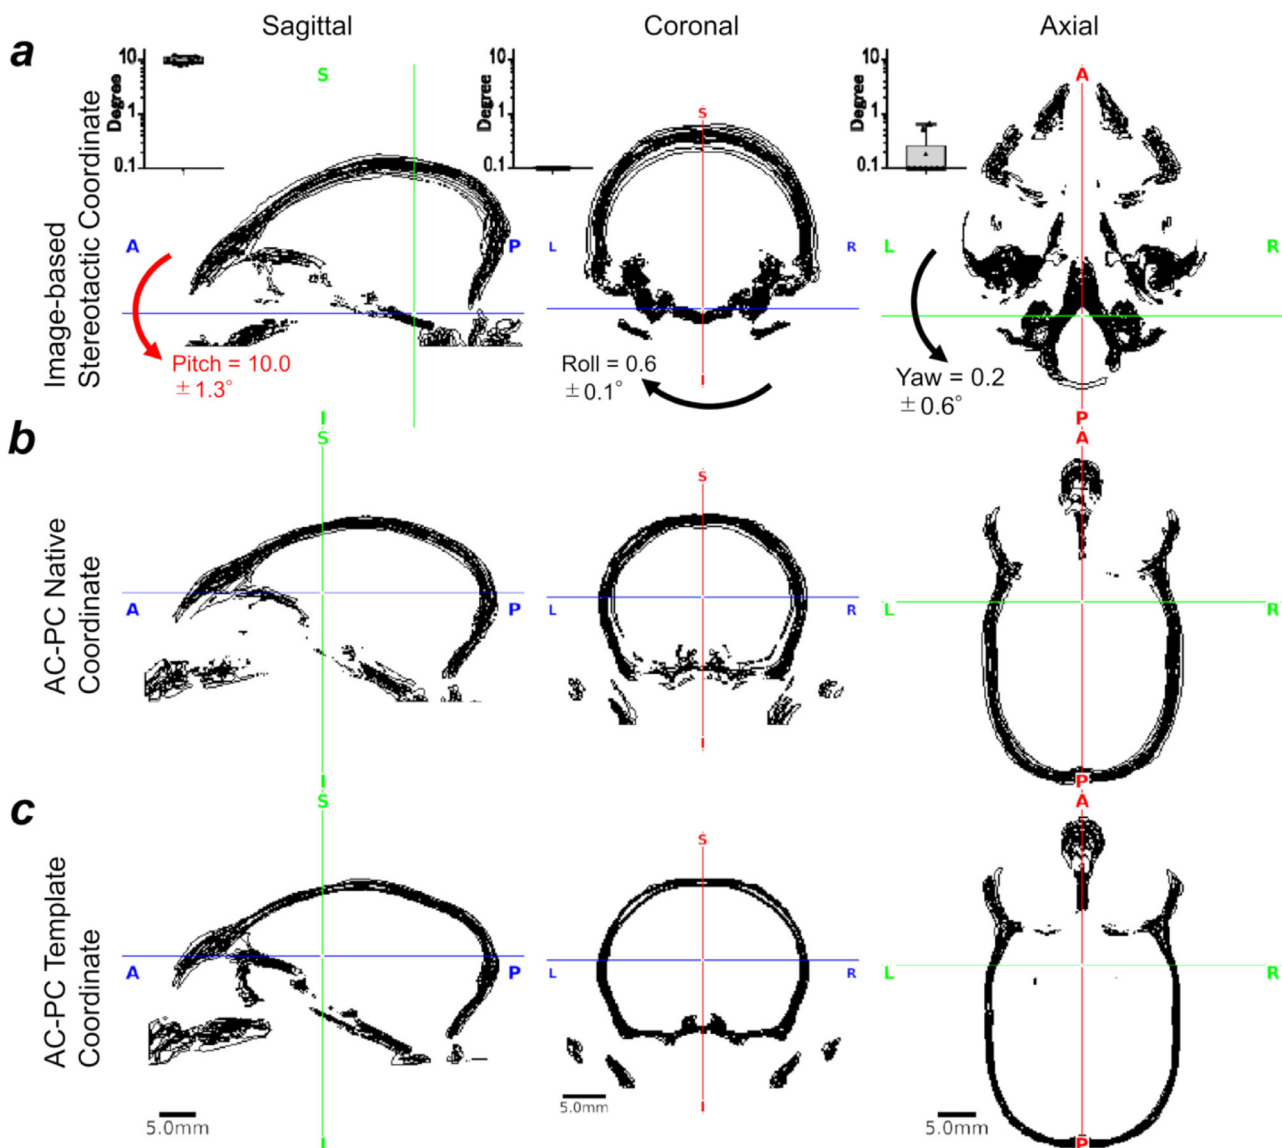 Sagittal
Coronal
Axial
a
Image-based
Stereotactic Coordinate
10
1
0.1
Degree
S
A
P
I
Pitch = 10.0
± 1.3°
10
1
0.1
Degree
S
L
R
I
Roll = 0.6
± 0.1°
10
1
0.1
Degree
A
L
R
P
Yaw = 0.2
± 0.6°
b
AC-PC Native
Coordinate
S
A
P
I
S
L
R
I
A
L
R
P
c
AC-PC Template
Coordinate
S
A
P
I
5.0mm
S
L
R
I
5.0mm
A
L
R
P
5.0mm